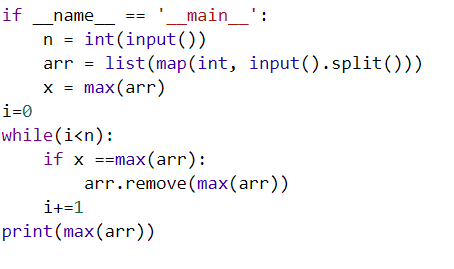 if __name__ == '__main__':
    n = int(input())
    arr = list(map(int, input().split()))
    x = max(arr)
i=0
while(i<n):
    if x ==max(arr):
        arr.remove(max(arr))
    i+=1
print(max(arr))